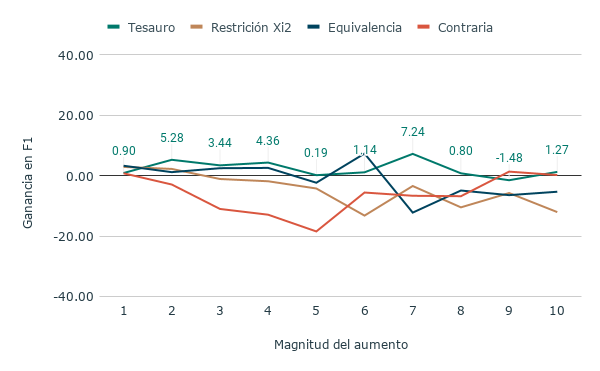 Tesauro Restrición Xi2 Equivalencia Contraria
40.00
20.00
0.00
-20.00
-40.00
Ganancia en F1
0.90 5.28 3.44 4.36 0.19 1.14 7.24 0.80 -1.48 1.27
1 2 3 4 5 6 7 8 9 10
Magnitud del aumento